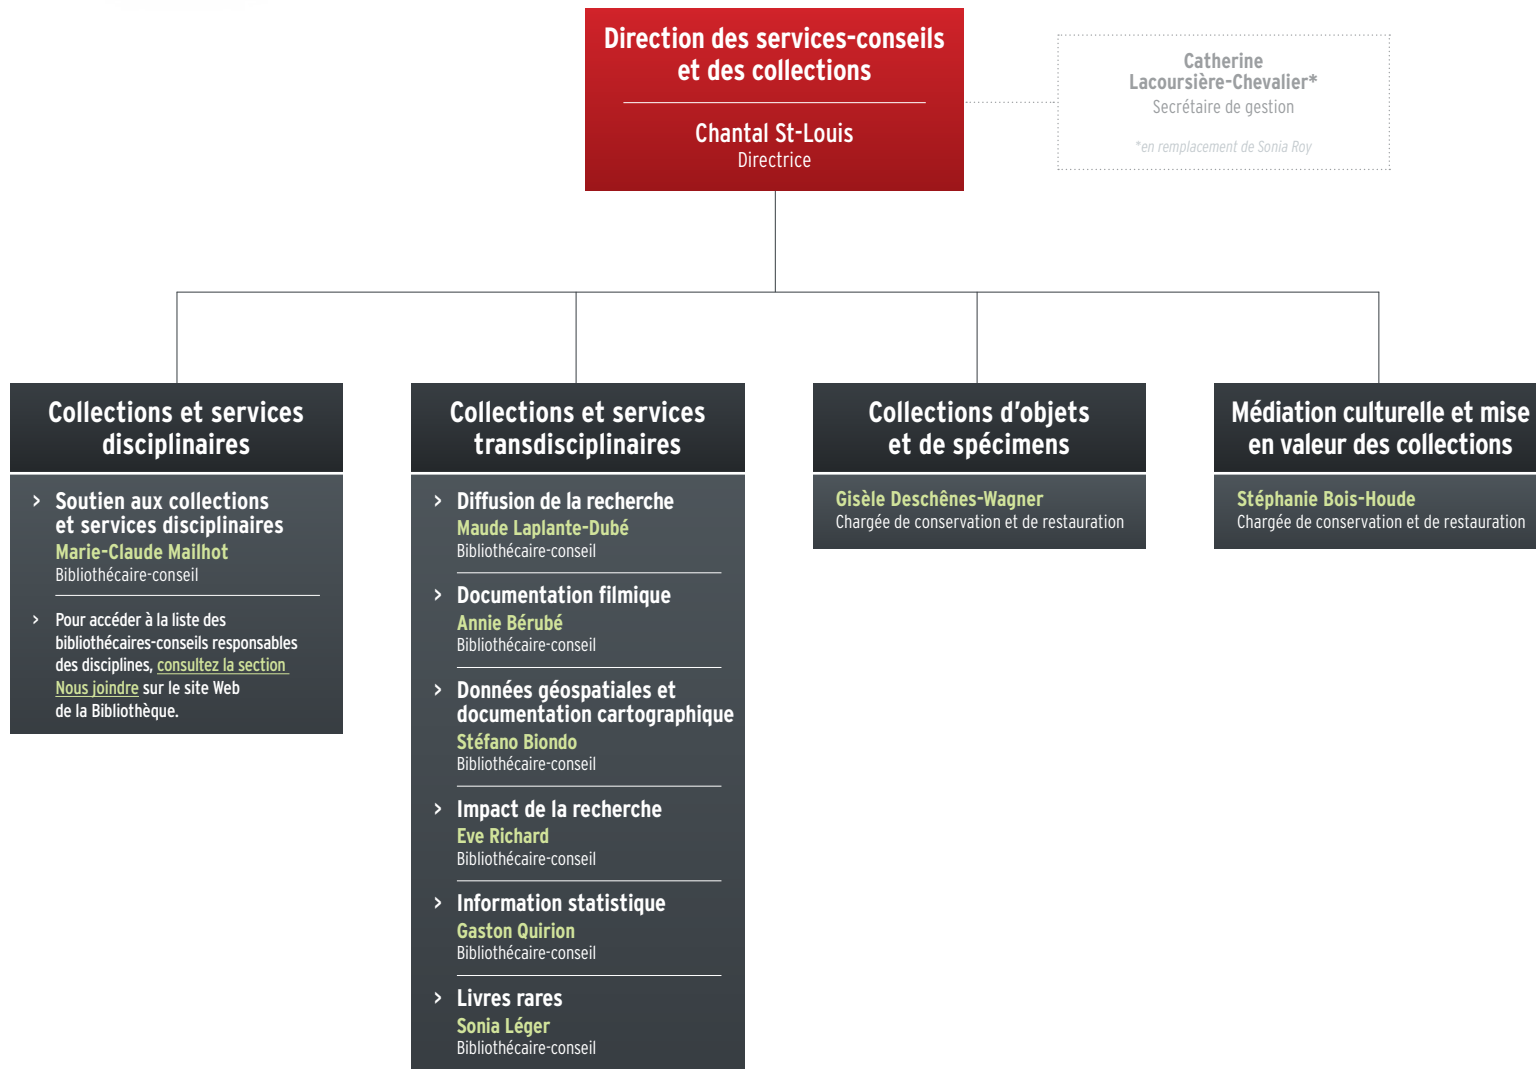 Direction des services-conseils
et des collections
Chantal St-Louis
Directrice
Catherine
Lacoursière-Chevalier*
Secrétaire de gestion
*en remplacement de Sonia Roy
Collections et services
disciplinaires
> Soutien aux collections
et services disciplinaires
Marie-Claude Mailhot
Bibliothécaire-conseil
> Pour accéder à la liste des
bibliothécaires-conseils responsables
des disciplines, consultez la section
Nous joindre sur le site Web
de la Bibliothèque.
Collections et services
transdisciplinaires
> Diffusion de la recherche
Maude Laplante-Dubé
Bibliothécaire-conseil
> Documentation filmique
Annie Bérubé
Bibliothécaire-conseil
> Données géospatiales et
documentation cartographique
Stéfano Biondo
Bibliothécaire-conseil
> Impact de la recherche
Eve Richard
Bibliothécaire-conseil
> Information statistique
Gaston Quirion
Bibliothécaire-conseil
> Livres rares
Sonia Léger
Bibliothécaire-conseil
Collections d'objets
et de spécimens
Gisèle Deschênes-Wagner
Chargée de conservation et de restauration
Médiation culturelle et mise
en valeur des collections
Stéphanie Bois-Houde
Chargée de conservation et de restauration